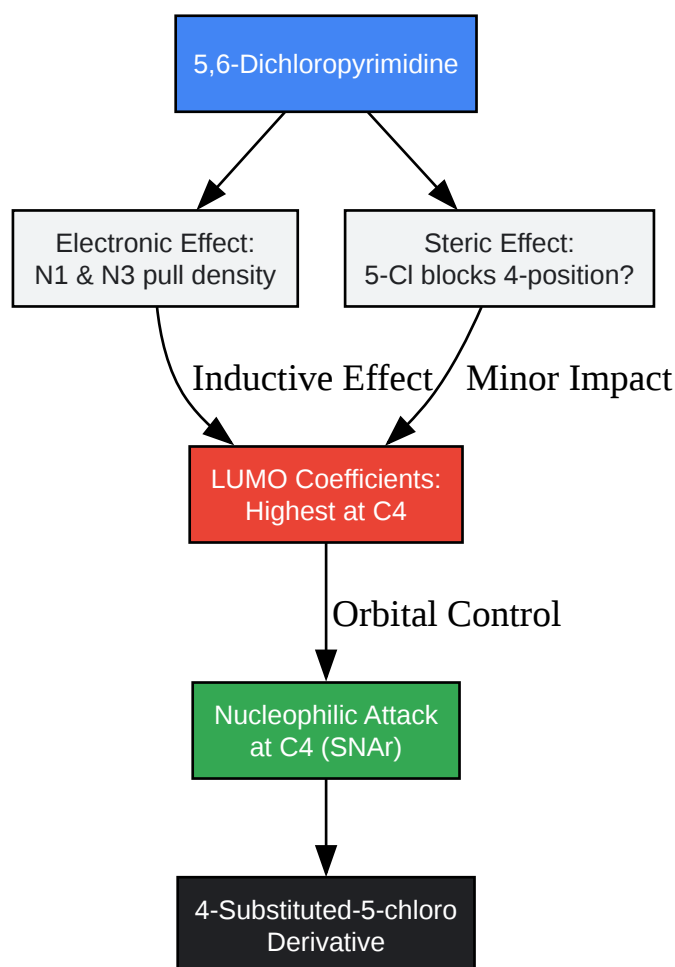 5,6-Dichloropyrimidine
Electronic Effect:
N1 & N3 pull density
Steric Effect:
5-Cl blocks 4-position?
Inductive Effect
Minor Impact
LUMO Coefficients:
Highest at C4
Orbital Control
Nucleophilic Attack
at C4 (SNAr)
4-Substituted-5-chloro
Derivative